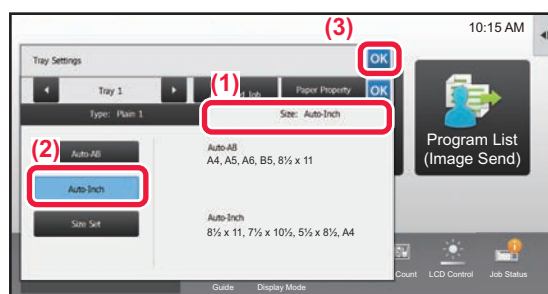 (3)
10:15 AM
Tray Settings
OK
Tray 1
(1)
Job
Paper Property
OK
Type: Plain 1
Size: Auto-Inch
(2)
Auto-AB
Auto-AB
A4, A5, A6, B5, 8½ x 11
Program List
(Image Send)
Auto-Inch
Size Set
Auto-Inch
8½ x 11, 7½ x 10½, 5½ x 8½, A4
Count
LCD Control
Job Status
Guide
Display Mode